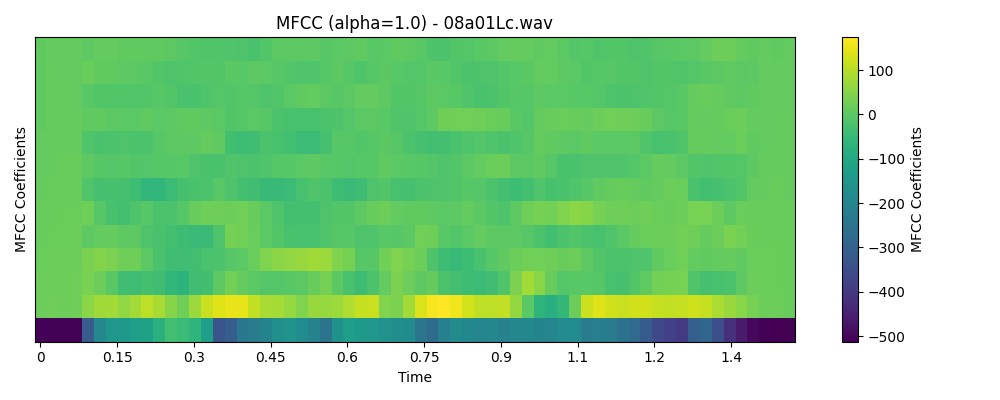 MFCC (alpha=1.0) - 08a01Lc.wav
MFCC Coefficients
0 0.15 0.3 0.45 0.6 0.75 0.9 1.1 1.2 1.4
Time
100
0
−100
−200
−300
−400
−500
MFCC Coefficients